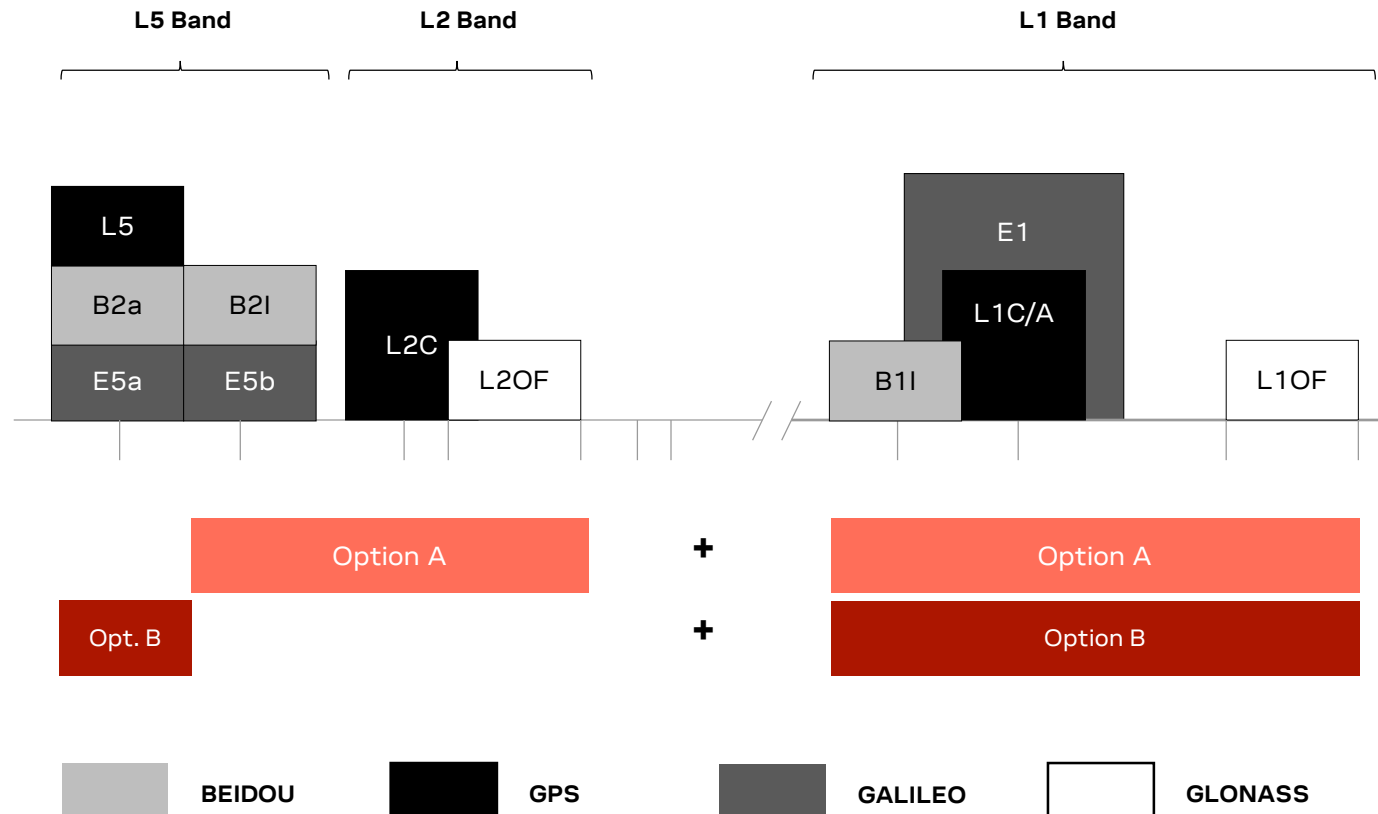 L5 Band
L2 Band
L1 Band
L5
E1
B2a
B2I
L1C/A
L2C
E5a
E5b
L2OF
B1I
L1OF
Option A
+
Option A
Opt. B
+
Option B
BEIDOU
GPS
GALILEO
GLONASS